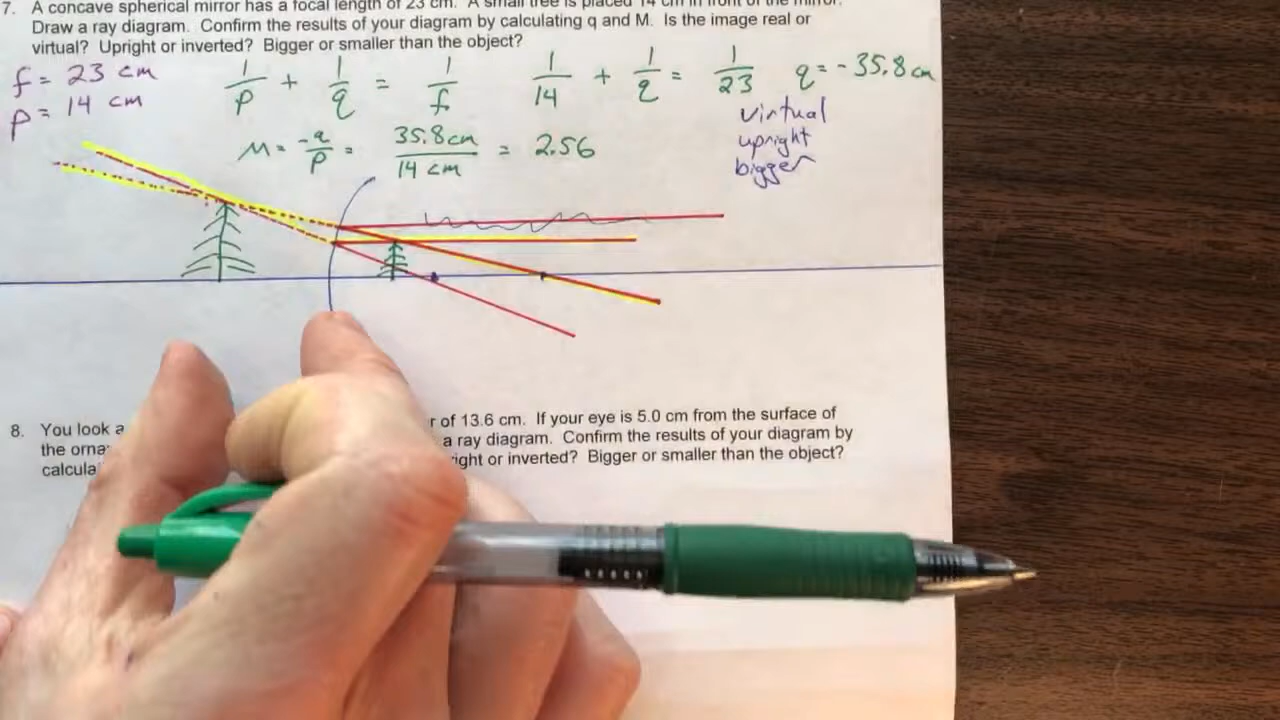 7. A concave spherical mirror has a focal length of 23 cm. A small tree is placed 14 cm in front of the mirror.
Draw a ray diagram. Confirm the results of your diagram by calculating q and M. Is the image real or
virtual? Upright or inverted? Bigger or smaller than the object?
f = 23 cm
p = 14 cm
1/p + 1/q = 1/f
1/14 + 1/q = 1/23
q = -35.8 cm
M = -q/p = 35.8cm/14 cm = 2.56
virtual
upright
bigger
8. You look a r of 13.6 cm. If your eye is 5.0 cm from the surface of
the orna a ray diagram. Confirm the results of your diagram by
calcula ight or inverted? Bigger or smaller than the object?